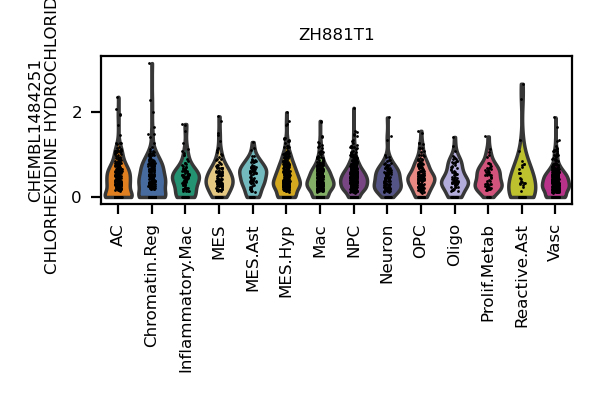 ZH881T1
CHEMBL1484251
CHLORHEXIDINE HYDROCHLORID
2
0
AC
Chromatin.Reg
Inflammatory.Mac
MES
MES.Ast
MES.Hyp
Mac
NPC
Neuron
OPC
Oligo
Prolif.Metab
Reactive.Ast
Vasc